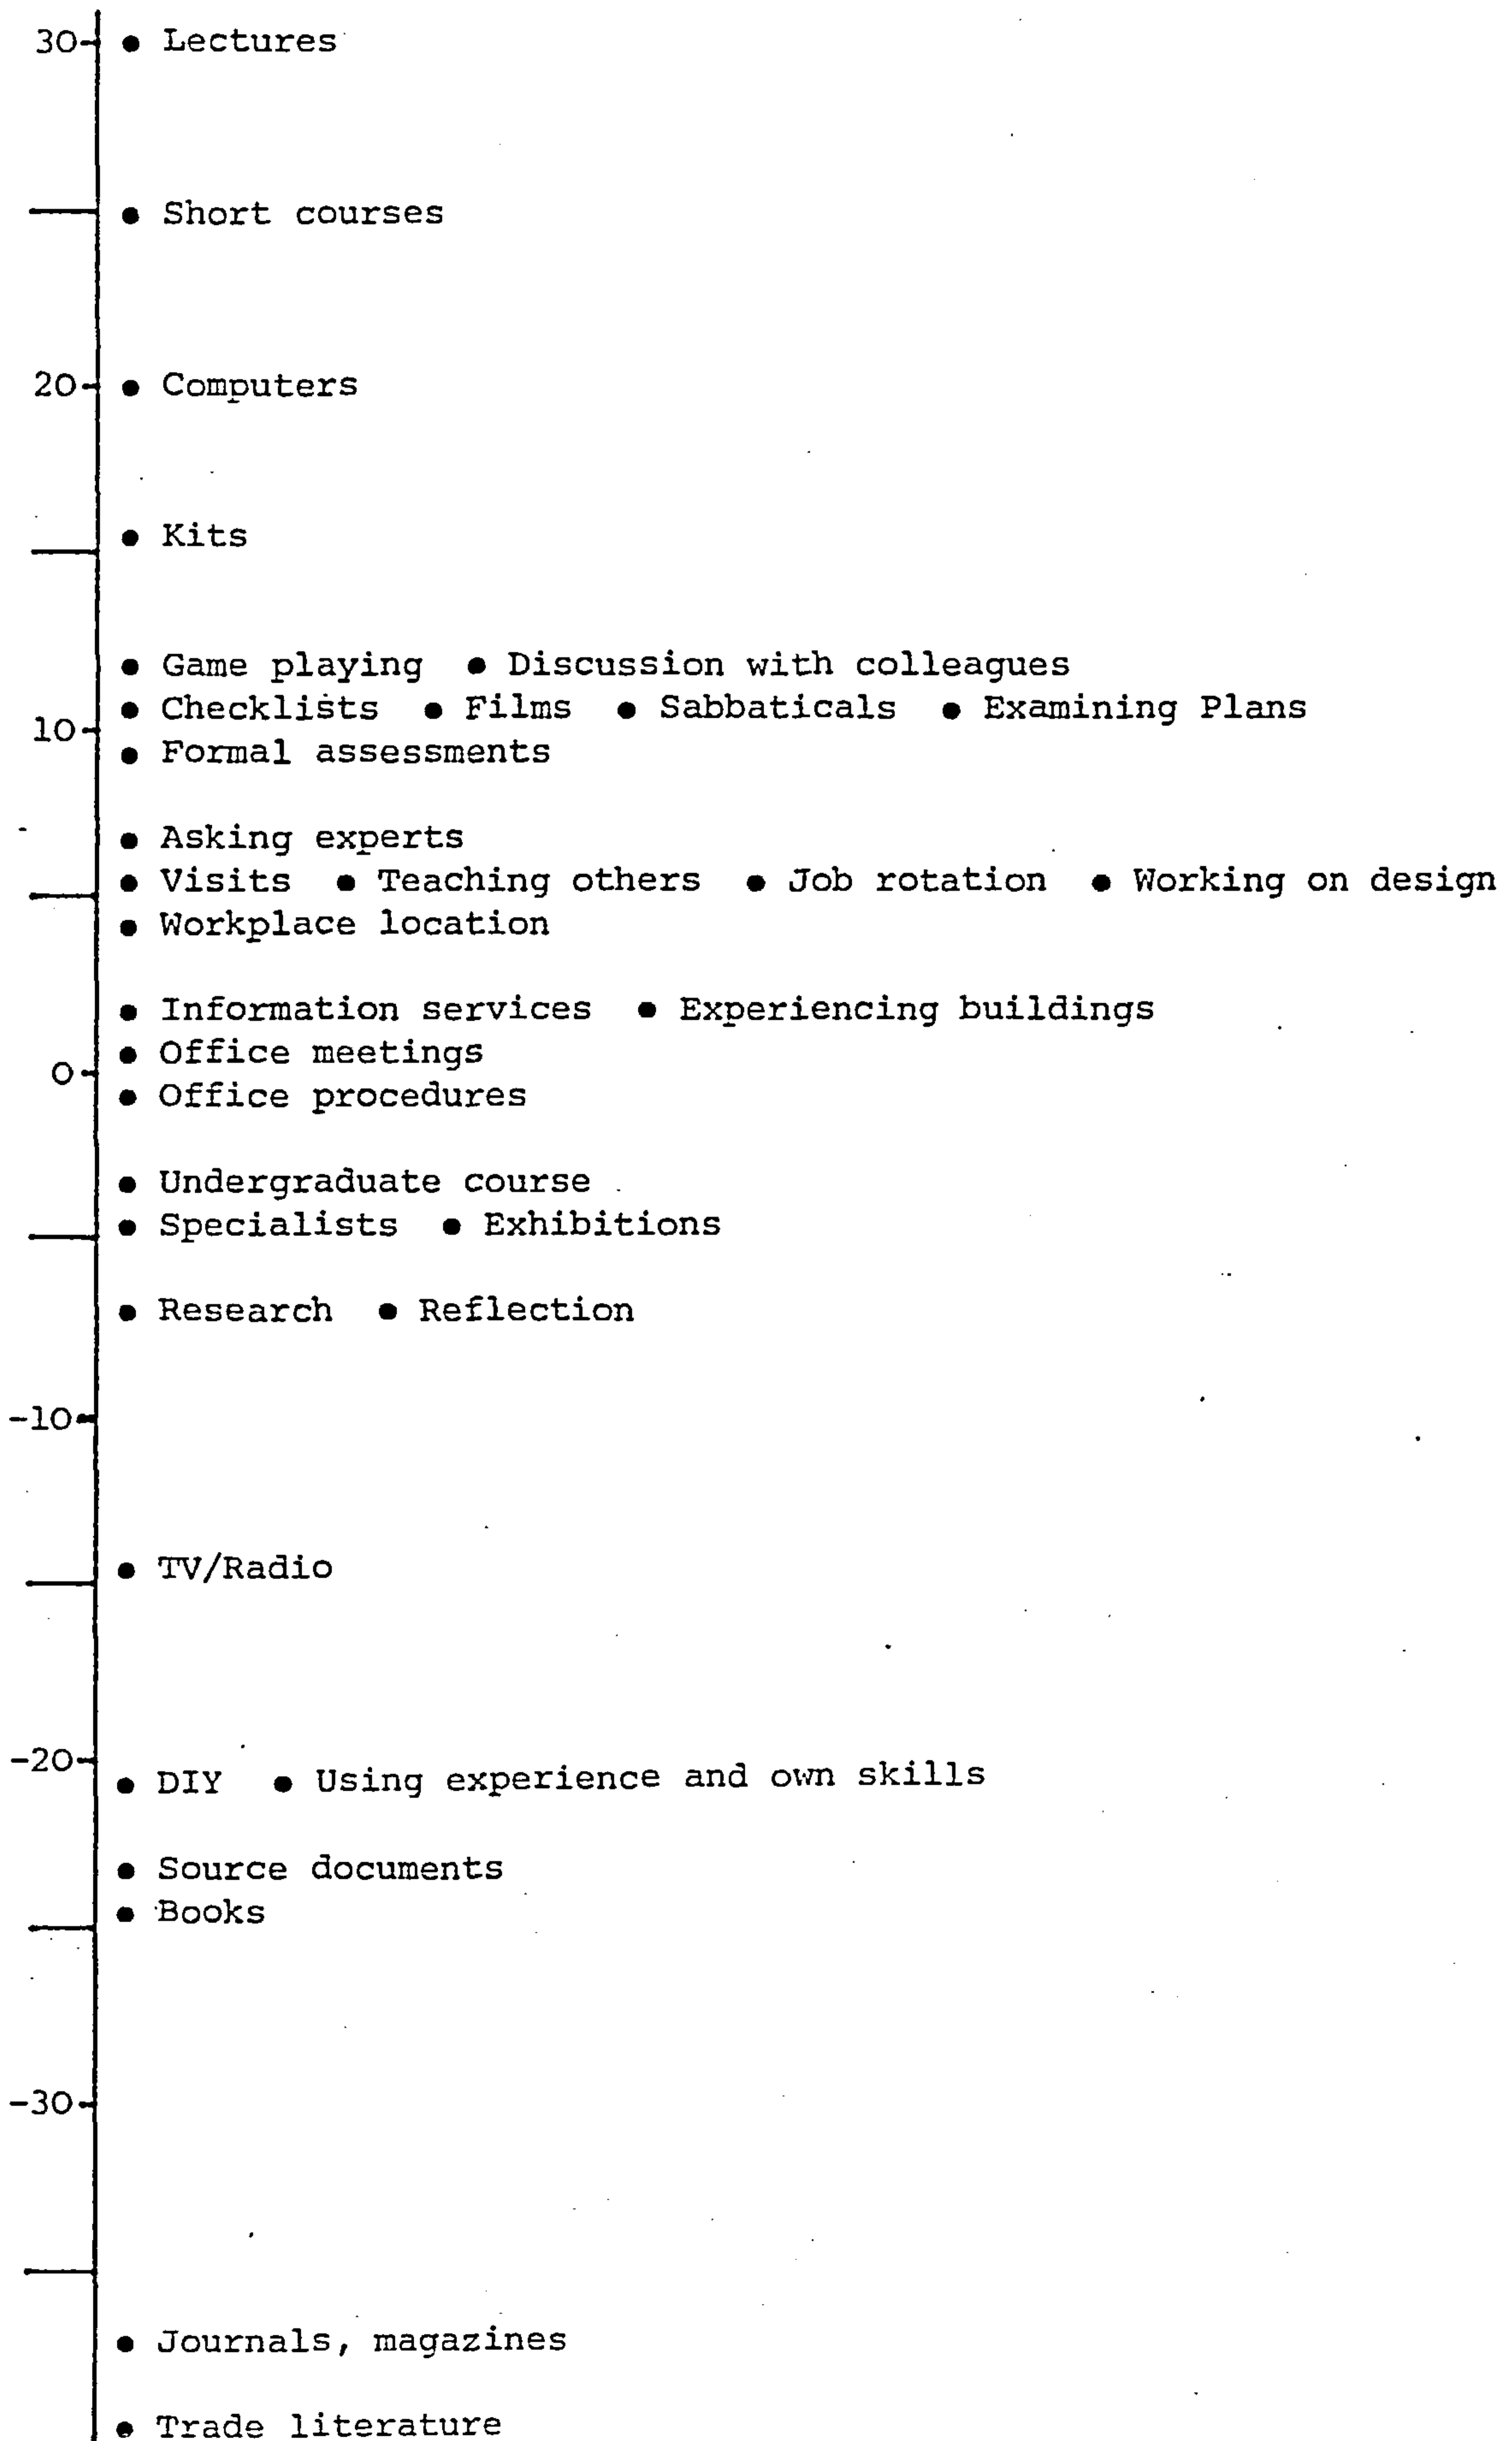 30 • Lectures
• Short courses
20 • Computers
• Kits
• Game playing • Discussion with colleagues
• Checklists • Films • Sabbaticals • Examining Plans
10
• Formal assessments
• Asking experts
• Visits • Teaching others • Job rotation • Working on design
• Workplace location
• Information services • Experiencing buildings
• Office meetings
0
• Office procedures
• Undergraduate course
• Specialists • Exhibitions
• Research • Reflection
-10
• TV/Radio
-20
• DIY • Using experience and own skills
• Source documents
• Books
-30
• Journals, magazines
• Trade literature